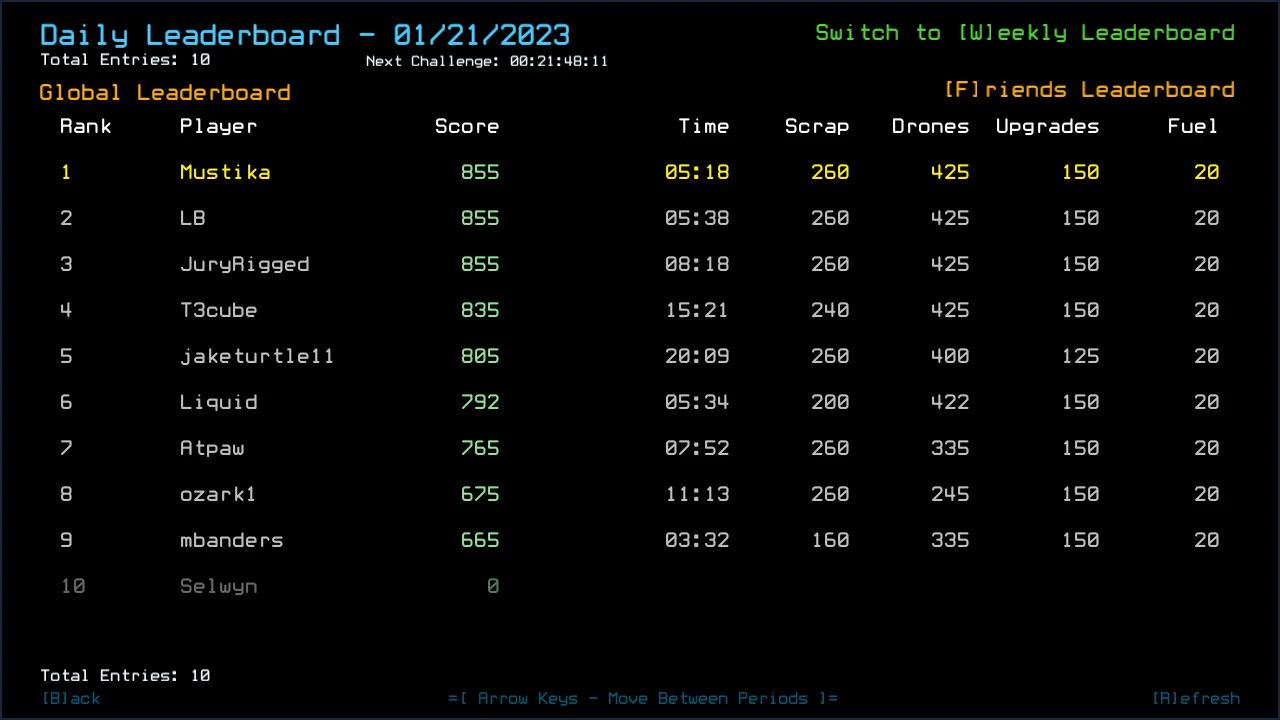 Daily Leaderboard - 01/21/2023 Switch to [W]eekly Leaderboard
Total Entries: 10 Next Challenge: 00:21:48:11
Global Leaderboard [F]riends Leaderboard
Rank Player Score Time Scrap Drones Upgrades Fuel
1 Mustika 855 05:18 260 425 150 20
2 LB 855 05:38 260 425 150 20
3 JuryRigged 855 08:18 260 425 150 20
4 T3cube 835 15:21 240 425 150 20
5 jaketurtle11 805 20:09 260 400 125 20
6 Liquid 792 05:34 200 422 150 20
7 Atpaw 765 07:52 260 335 150 20
8 ozark1 675 11:13 260 245 150 20
9 mbanders 665 03:32 160 335 150 20
10 Selwyn 0
Total Entries: 10
[B]ack =[ Arrow Keys - Move Between Periods ]= [R]efresh